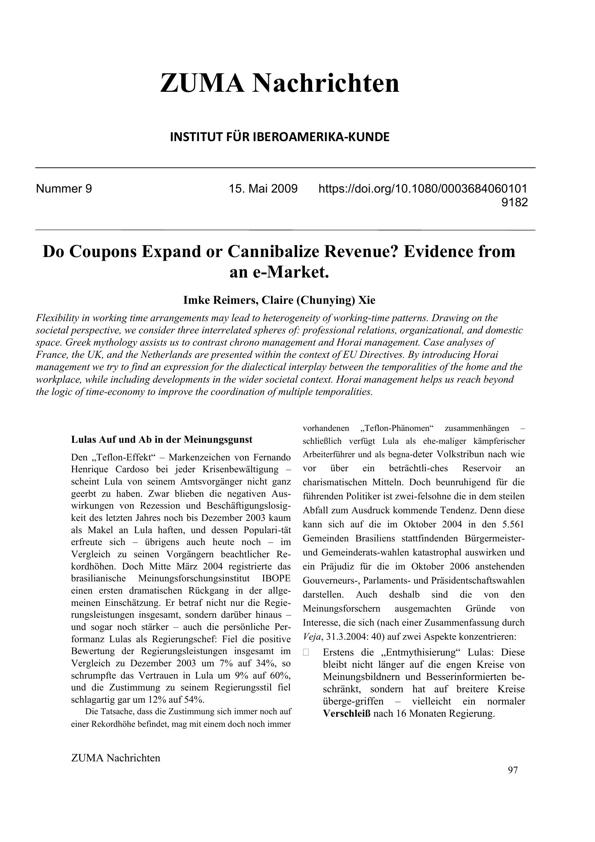 ZUMA Nachrichten
INSTITUT FÜR IBEROAMERIKA-KUNDE
Nummer 9 15. Mai 2009 https://doi.org/10.1080/0003684060101
9182
Do Coupons Expand or Cannibalize Revenue? Evidence from
an e-Market.
Imke Reimers, Claire (Chunying) Xie
Flexibility in working time arrangements may lead to heterogeneity of working-time patterns. Drawing on the
societal perspective, we consider three interrelated spheres of: professional relations, organizational, and domestic
space. Greek mythology assists us to contrast chrono management and Horai management. Case analyses of
France, the UK, and the Netherlands are presented within the context of EU Directives. By introducing Horai
management we try to find an expression for the dialectical interplay between the temporalities of the home and the
workplace, while including developments in the wider societal context. Horai management helps us reach beyond
the logic of time-economy to improve the coordination of multiple temporalities.
Lulas Auf und Ab in der Meinungsgunst
Den „Teflon-Effekt“ – Markenzeichen von Fernando
Henrique Cardoso bei jeder Krisenbewältigung –
scheint Lula von seinem Amtsvorgänger nicht ganz
geerbt zu haben. Zwar blieben die negativen Aus-
wirkungen von Rezession und Beschäftigungslosig-
keit des letzten Jahres noch bis Dezember 2003 kaum
als Makel an Lula haften, und dessen Populari-tät
erfreute sich – übrigens auch heute noch – im
Vergleich zu seinen Vorgängern beachtlicher Re-
kordhöhen. Doch Mitte März 2004 registrierte das
brasilianische Meinungsforschungsinstitut IBOPE
einen ersten dramatischen Rückgang in der allge-
meinen Einschätzung. Er betraf nicht nur die Regie-
rungsleistungen insgesamt, sondern darüber hinaus –
und sogar noch stärker – auch die persönliche Per-
formanz Lulas als Regierungschef: Fiel die positive
Bewertung der Regierungsleistungen insgesamt im
Vergleich zu Dezember 2003 um 7% auf 34%, so
schrumpfte das Vertrauen in Lula um 9% auf 60%,
und die Zustimmung zu seinem Regierungsstil fiel
schlagartig gar um 12% auf 54%.
Die Tatsache, dass die Zustimmung sich immer noch auf
einer Rekordhöhe befindet, mag mit einem doch noch immer
vorhandenen „Teflon-Phänomen“ zusammenhängen –
schließlich verfügt Lula als ehe-maliger kämpferischer
Arbeiterführer und als begna-deter Volkstribun nach wie
vor über ein beträchtli-ches Reservoir an
charismatischen Mitteln. Doch beunruhigend für die
führenden Politiker ist zwei-felsohne die in dem steilen
Abfall zum Ausdruck kommende Tendenz. Denn diese
kann sich auf die im Oktober 2004 in den 5.561
Gemeinden Brasiliens stattfindenden Bürgermeister-
und Gemeinderats-wahlen katastrophal auswirken und
ein Präjudiz für die im Oktober 2006 anstehenden
Gouverneurs-, Parlaments- und Präsidentschaftswahlen
darstellen. Auch deshalb sind die von den
Meinungsforschern ausgemachten Gründe von
Interesse, die sich (nach einer Zusammenfassung durch
Veja, 31.3.2004: 40) auf zwei Aspekte konzentrieren:
Erstens die „Entmythisierung“ Lulas: Diese
bleibt nicht länger auf die engen Kreise von
Meinungsbildnern und Besserinformierten be-
schränkt, sondern hat auf breitere Kreise
überge-griffen – vielleicht ein normaler
Verschleiß nach 16 Monaten Regierung.
ZUMA Nachrichten
97